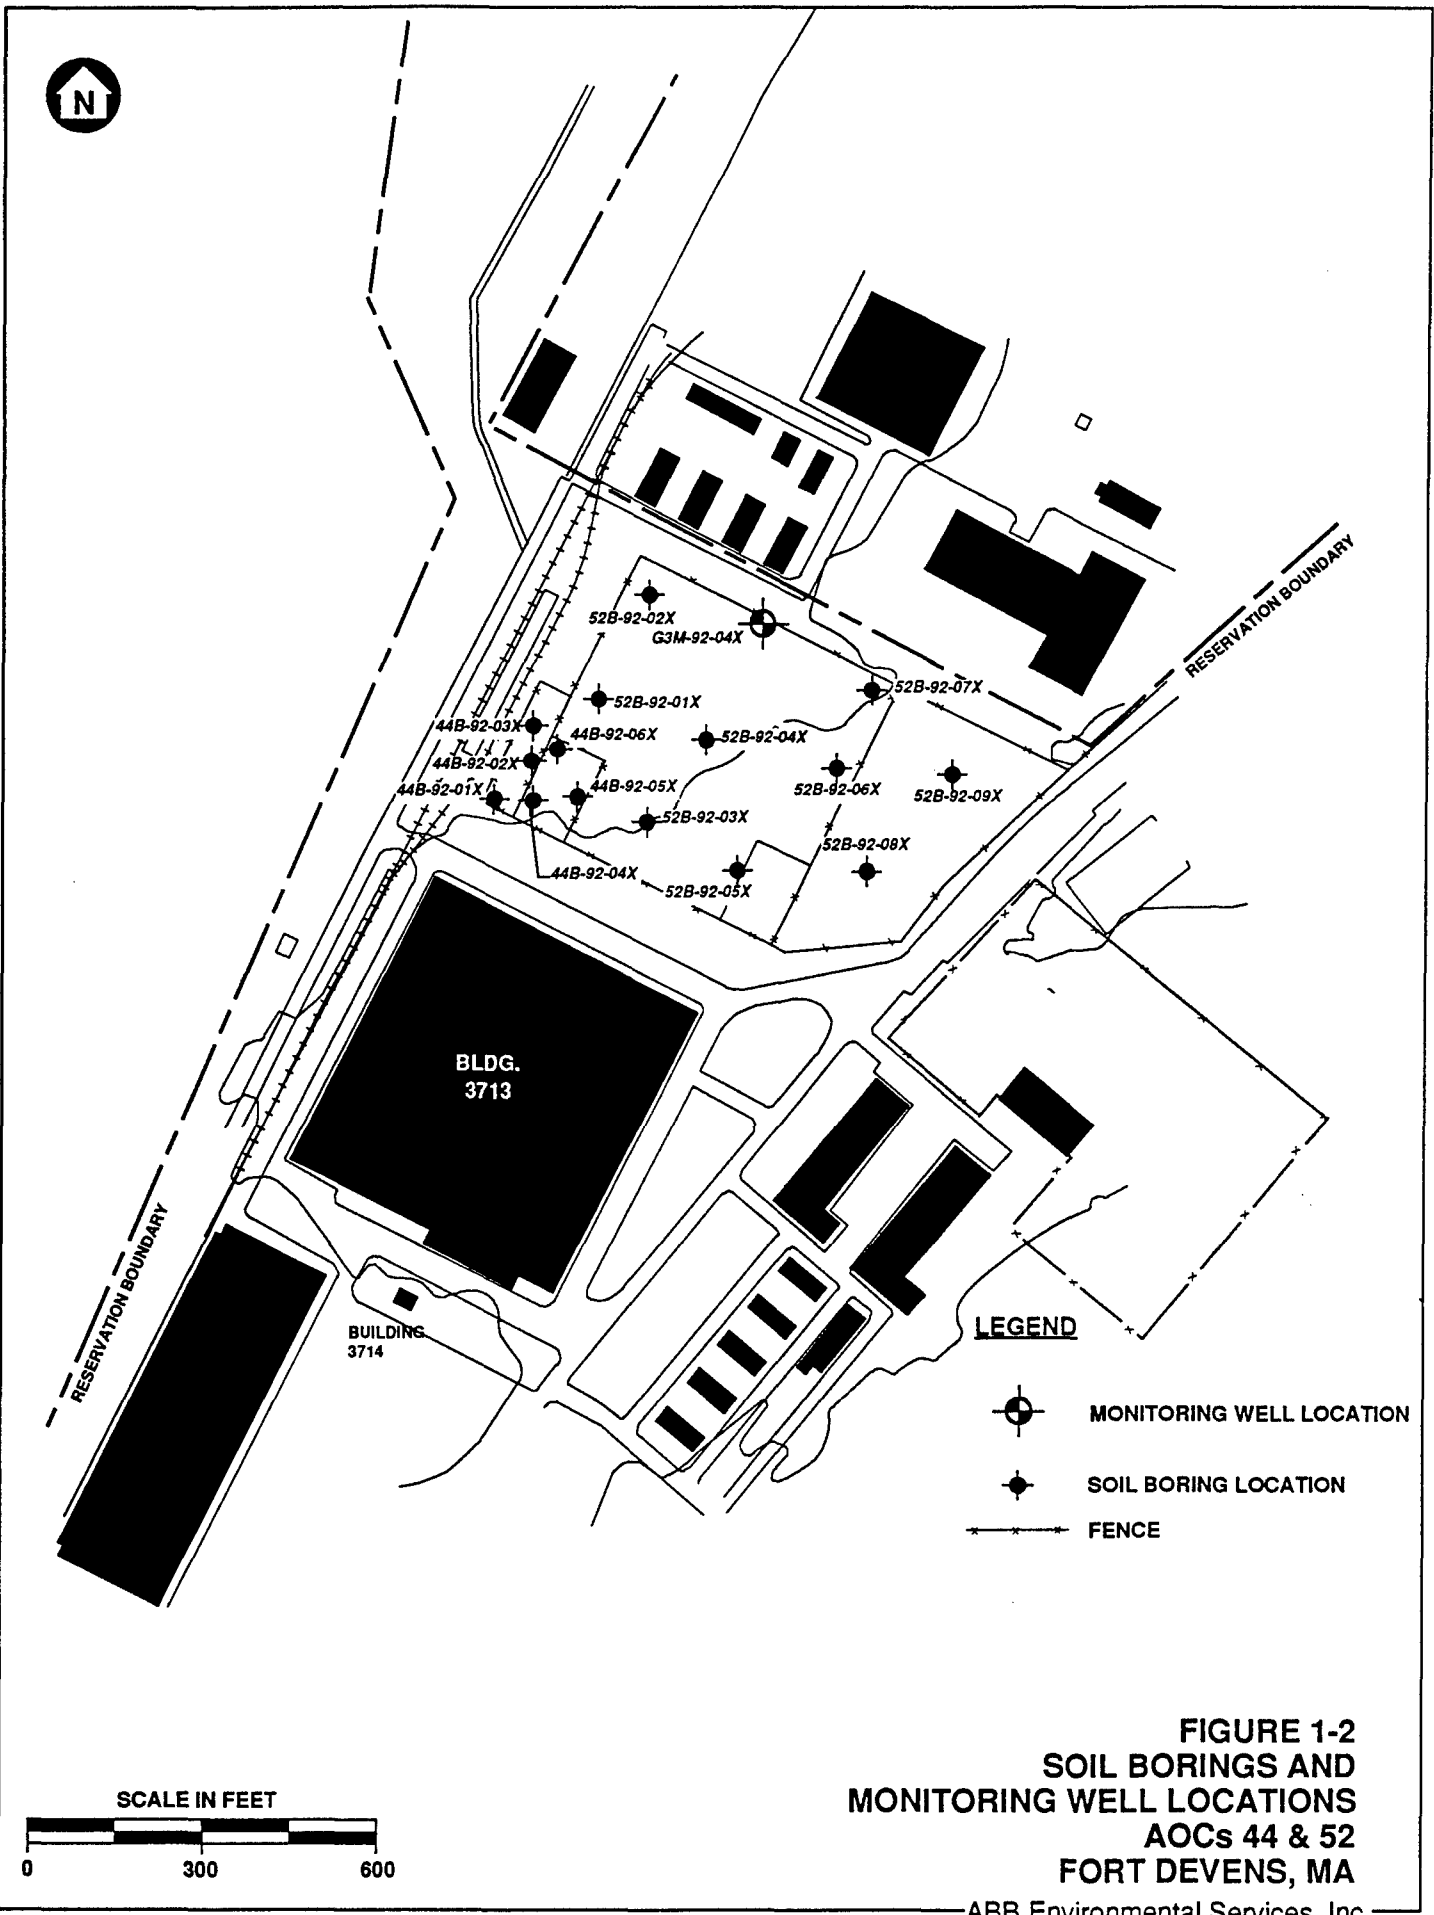 N
RESERVATION BOUNDARY
52B-92-02X
G3M-92-04X
52B-92-07X
52B-92-01X
44B-92-03X
44B-92-06X
52B-92-04X
44B-92-02X
44B-92-01X
44B-92-05X
52B-92-06X
52B-92-09X
52B-92-03X
52B-92-08X
44B-92-04X
52B-92-05X
BLDG.
3713
RESERVATION BOUNDARY
BUILDING
3714
LEGEND
MONITORING WELL LOCATION
SOIL BORING LOCATION
FENCE
SCALE IN FEET
0 300 600
FIGURE 1-2
SOIL BORINGS AND
MONITORING WELL LOCATIONS
AOCs 44 & 52
FORT DEVENS, MA
ABB Environmental Services, Inc.